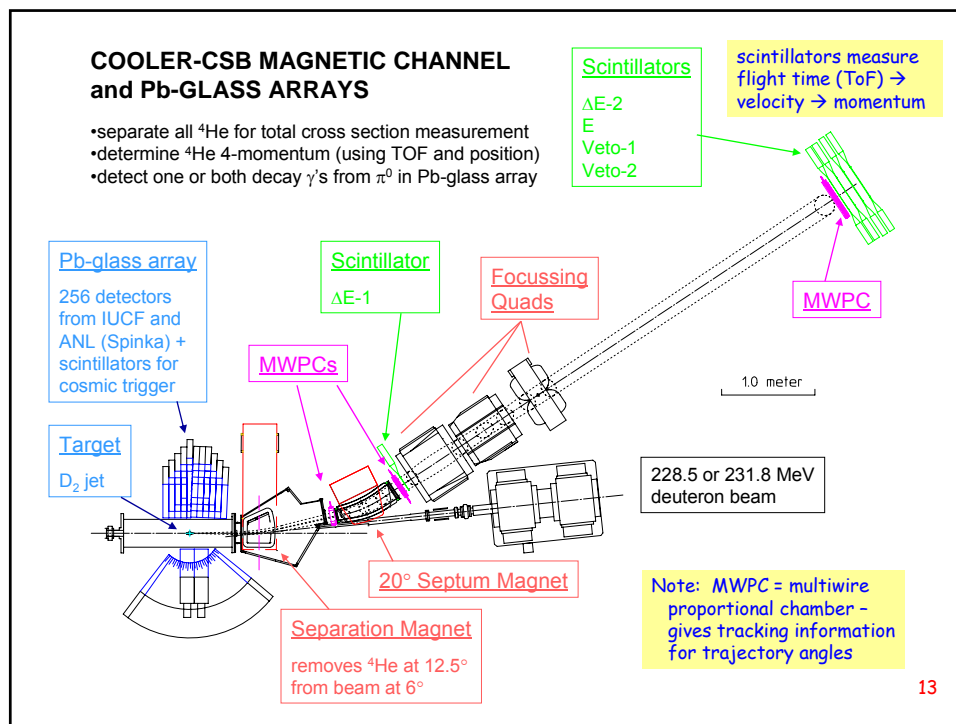 COOLER-CSB MAGNETIC CHANNEL
and Pb-GLASS ARRAYS
•separate all ⁴He for total cross section measurement
•determine ⁴He 4-momentum (using TOF and position)
•detect one or both decay γ's from π⁰ in Pb-glass array
Scintillators
ΔE-2
E
Veto-1
Veto-2
scintillators measure
flight time (ToF) →
velocity → momentum
Pb-glass array
256 detectors
from IUCF and
ANL (Spinka) +
scintillators for
cosmic trigger
Scintillator
ΔE-1
Focussing
Quads
MWPC
MWPCs
1.0 meter
Target
D₂ jet
228.5 or 231.8 MeV
deuteron beam
20° Septum Magnet
Separation Magnet
removes ⁴He at 12.5°
from beam at 6°
Note: MWPC = multiwire
proportional chamber –
gives tracking information
for trajectory angles
13